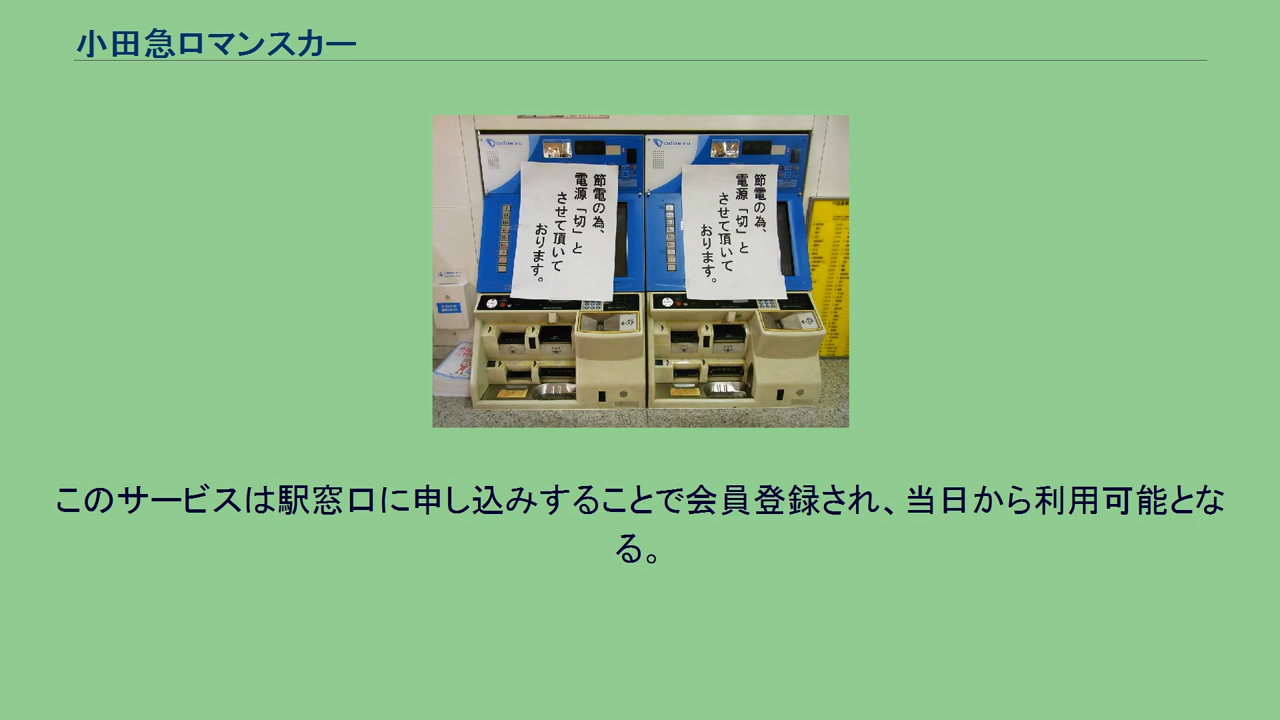 小田急ロマンスカー
ODAKYU
ODAKYU
節電の為、
電源「切」と
させて頂いて
おります。
節電の為、
電源「切」と
させて頂いて
おります。
このサービスは駅窓口に申し込みすることで会員登録され、当日から利用可能とな
る。